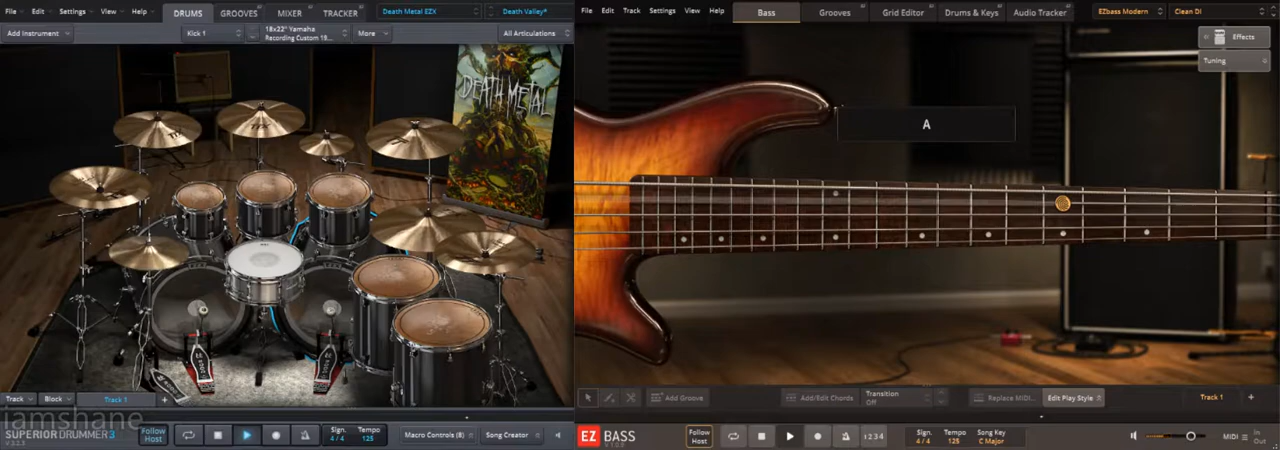 File Edit Settings View Help DRUMS GROOVES MIXER TRACKER Death Metal EZX Death Valley*
Add Instrument Kick 1 18x22" Yamaha More All Articulations
Recording Custom 19...
DEATH METAL
Track Block Track 1 +
iamshane
SUPERIOR DRUMMER 3
Follow
Host
Sign.
4 / 4
Tempo
125
Macro Controls (8) Song Creator
File Edit Track Settings View Help Bass Grooves Grid Editor Drums & Keys Audio Tracker EZbass Modern Clean DI
Effects
Tuning
A
Add Groove Add/Edit Chords Transition
Off
Replace MIDI... Edit Play Style Track 1 +
EZ BASS
Follow
Host
1 2 3 4
Sign.
4 / 4
Tempo
125
Song Key
C Major
MIDI In
Out